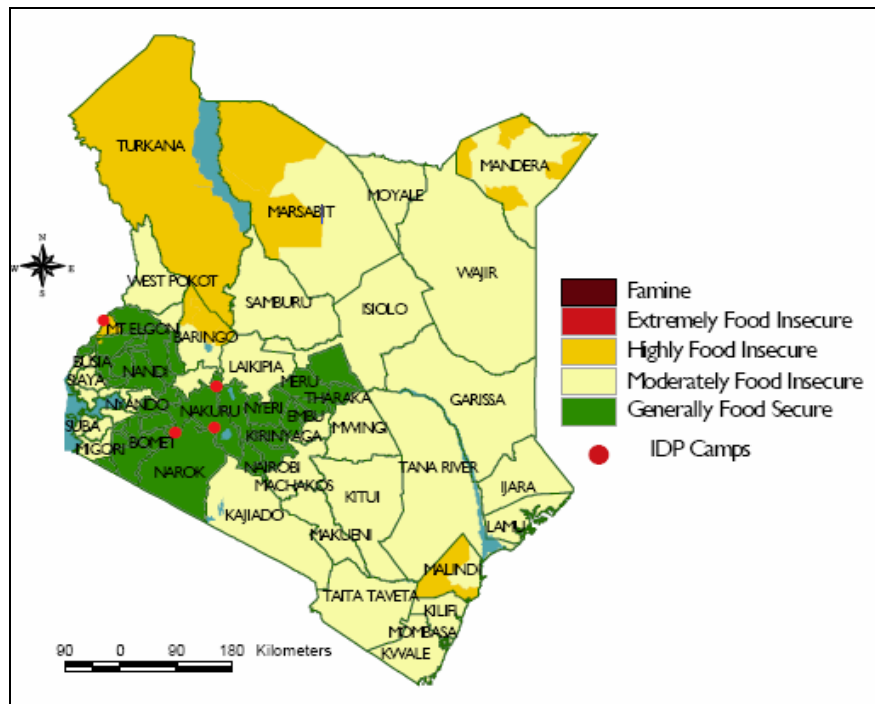 TURKANA
MANDERA
MOYALE
MARSABIT
N
W E
S
WAJIR
WEST POKOT
SAMBURU
ISIOLO
Famine
Extremely Food Insecure
Highly Food Insecure
Moderately Food Insecure
Generally Food Secure
IDP Camps
MT ELGON
BARINGO
BUSIA
LAIKIPIA
NANDI
SIAYA
MERU
THARAKA
GARISSA
NYANDO
NAKURU
NYERI
EMBU
SUBA
MWINGI
BOMET
KIRINYAGA
MIGORI
NAROK
NAIROBI
TANA RIVER
MACHAKOS
KITUI
IJARA
KAJIADO
LAMU
MAKUENI
MALINDI
TAITA TAVETA
KILIFI
MOMBASA
KWALE
90 0 90 180 Kilometers